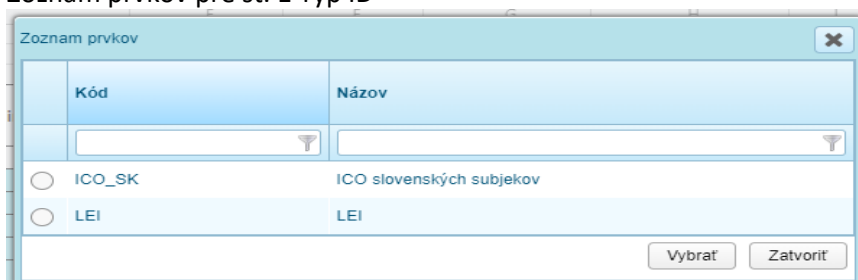 Zoznam prvkov
Kód Názov
ICO_SK ICO slovenských subjekov
LEI LEI
Vybrať Zatvoriť